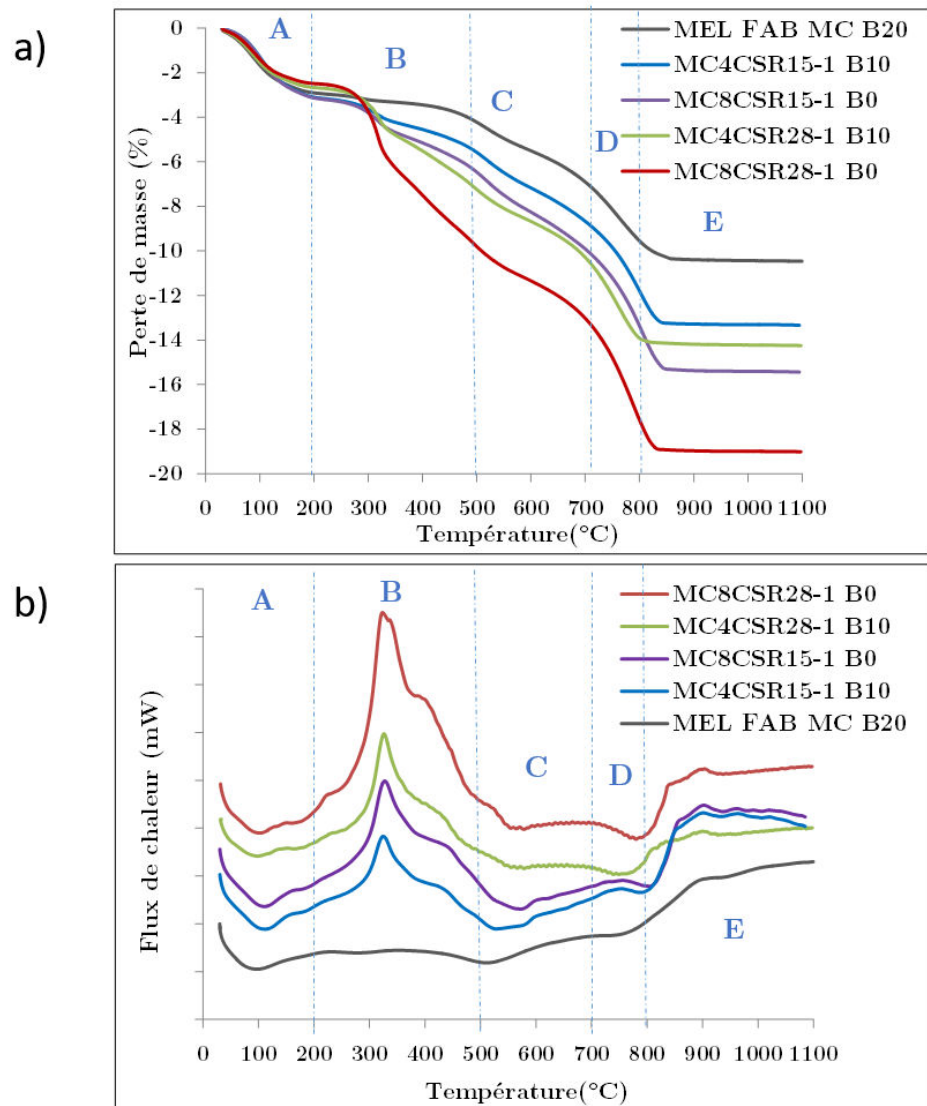 a)
A
B
C
D
E
MEL FAB MC B20
MC4CSR15-1 B10
MC8CSR15-1 B0
MC4CSR28-1 B10
MC8CSR28-1 B0
0
-2
-4
-6
-8
-10
-12
-14
-16
-18
-20
Perte de masse (%)
0 100 200 300 400 500 600 700 800 900 1000 1100
Température(°C)
b)
A
B
C
D
E
MC8CSR28-1 B0
MC4CSR28-1 B10
MC8CSR15-1 B0
MC4CSR15-1 B10
MEL FAB MC B20
Flux de chaleur (mW)
0 100 200 300 400 500 600 700 800 900 1000 1100
Température(°C)